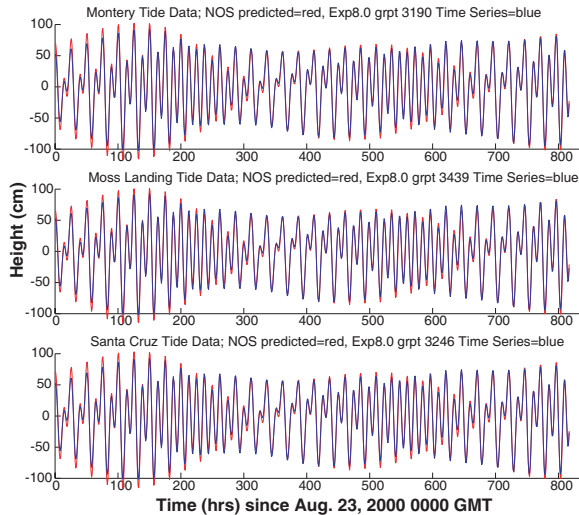 Montery Tide Data; NOS predicted=red, Exp8.0 grpt 3190 Time Series=blue
100
50
0
-50
-100
0 100 200 300 400 500 600 700 800
Moss Landing Tide Data; NOS predicted=red, Exp8.0 grpt 3439 Time Series=blue
100
50
0
-50
-100
0 100 200 300 400 500 600 700 800
Height (cm)
Santa Cruz Tide Data; NOS predicted=red, Exp8.0 grpt 3246 Time Series=blue
100
50
0
-50
-100
0 100 200 300 400 500 600 700 800
Time (hrs) since Aug. 23, 2000 0000 GMT